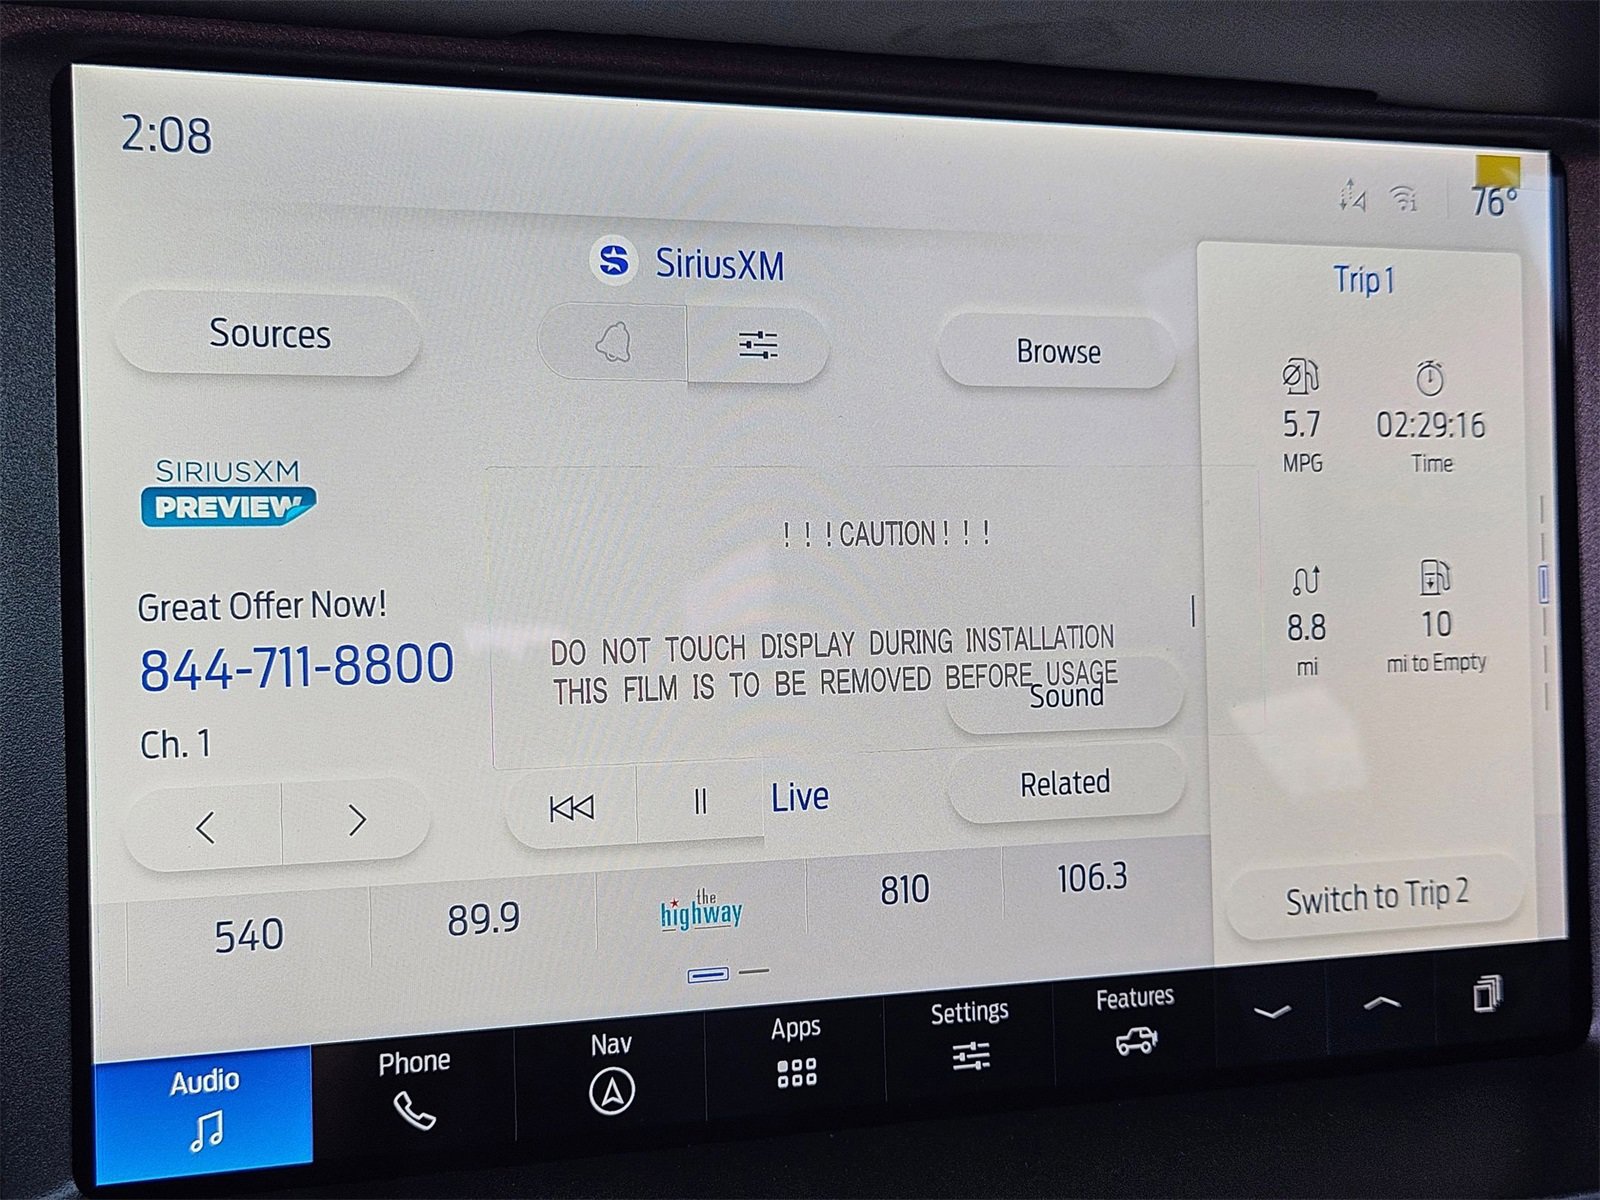 2:08
76°
SiriusXM
Sources
Browse
Trip 1
5.7
MPG
02:29:16
Time
SIRIUSXM
PREVIEW
! ! ! CAUTION ! ! !
Great Offer Now!
844-711-8800
DO NOT TOUCH DISPLAY DURING INSTALLATION
THIS FILM IS TO BE REMOVED BEFORE USAGE
Sound
8.8
mi
10
mi to Empty
Ch. 1
Live
Related
540
89.9
the
highway
810
106.3
Switch to Trip 2
Audio
Phone
Nav
Apps
Settings
Features